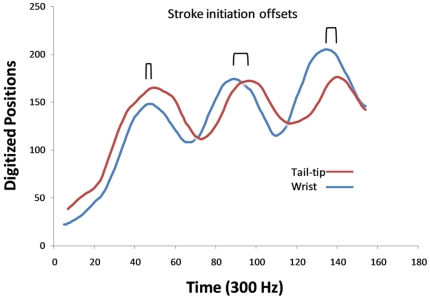 Stroke initiation offsets
250
200
150
100
50
0
Digitized Positions
Tail-tip
Wrist
0 20 40 60 80 100 120 140 160 180
Time (300 Hz)